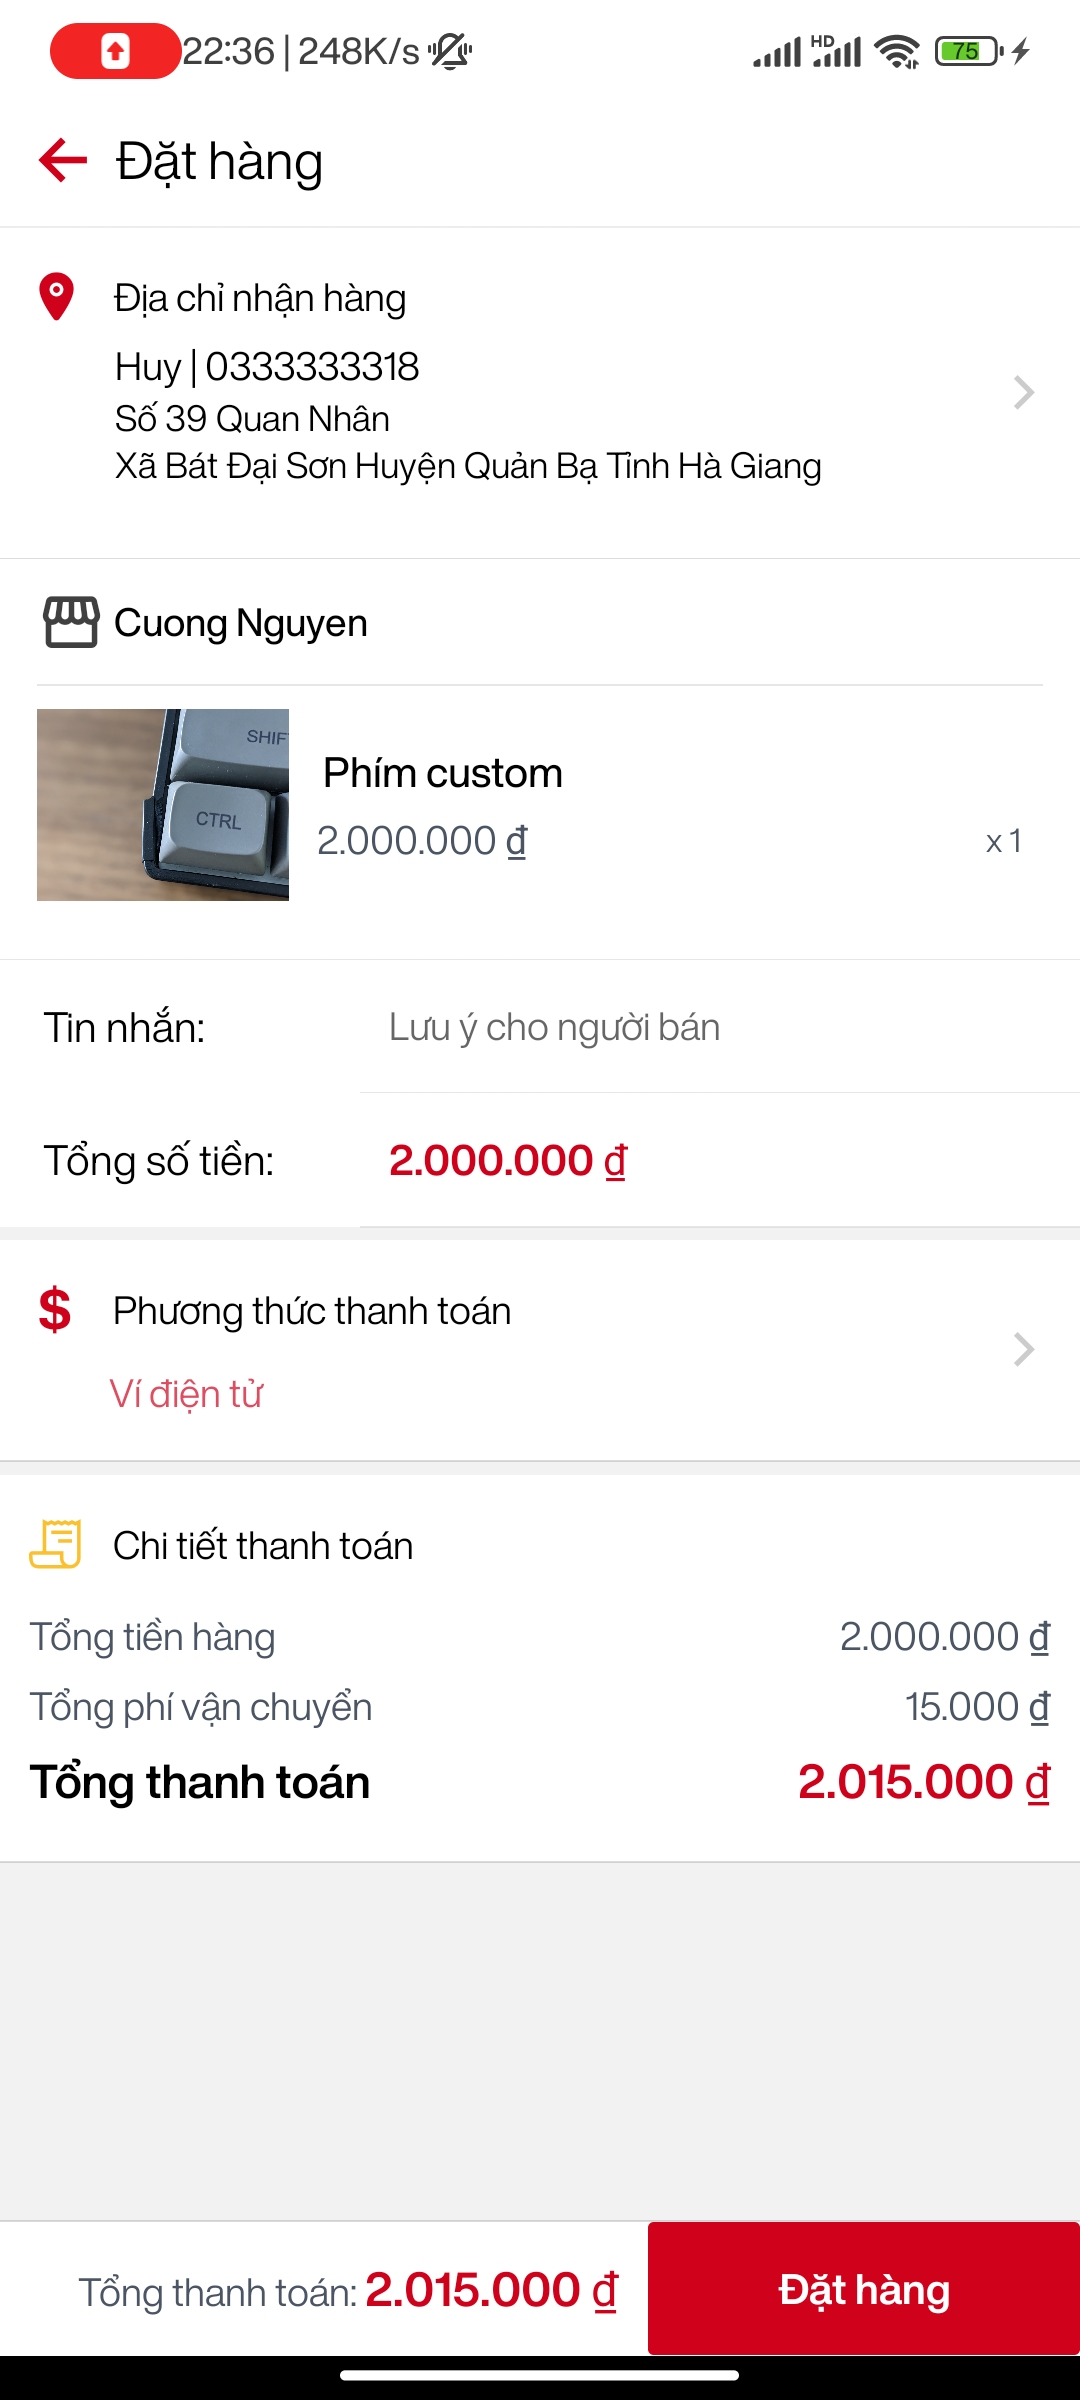 22:36 | 248K/s HD 75
Đặt hàng
Địa chỉ nhận hàng
Huy | 0333333318
Số 39 Quan Nhân
Xã Bát Đại Sơn Huyện Quản Bạ Tỉnh Hà Giang
Cuong Nguyen
SHIF
CTRL
Phím custom
2.000.000 ₫
x 1
Tin nhắn:
Lưu ý cho người bán
Tổng số tiền:
2.000.000 ₫
$ Phương thức thanh toán
Ví điện tử
Chi tiết thanh toán
Tổng tiền hàng 2.000.000 ₫
Tổng phí vận chuyển 15.000 ₫
Tổng thanh toán 2.015.000 ₫
Tổng thanh toán: 2.015.000 ₫
Đặt hàng